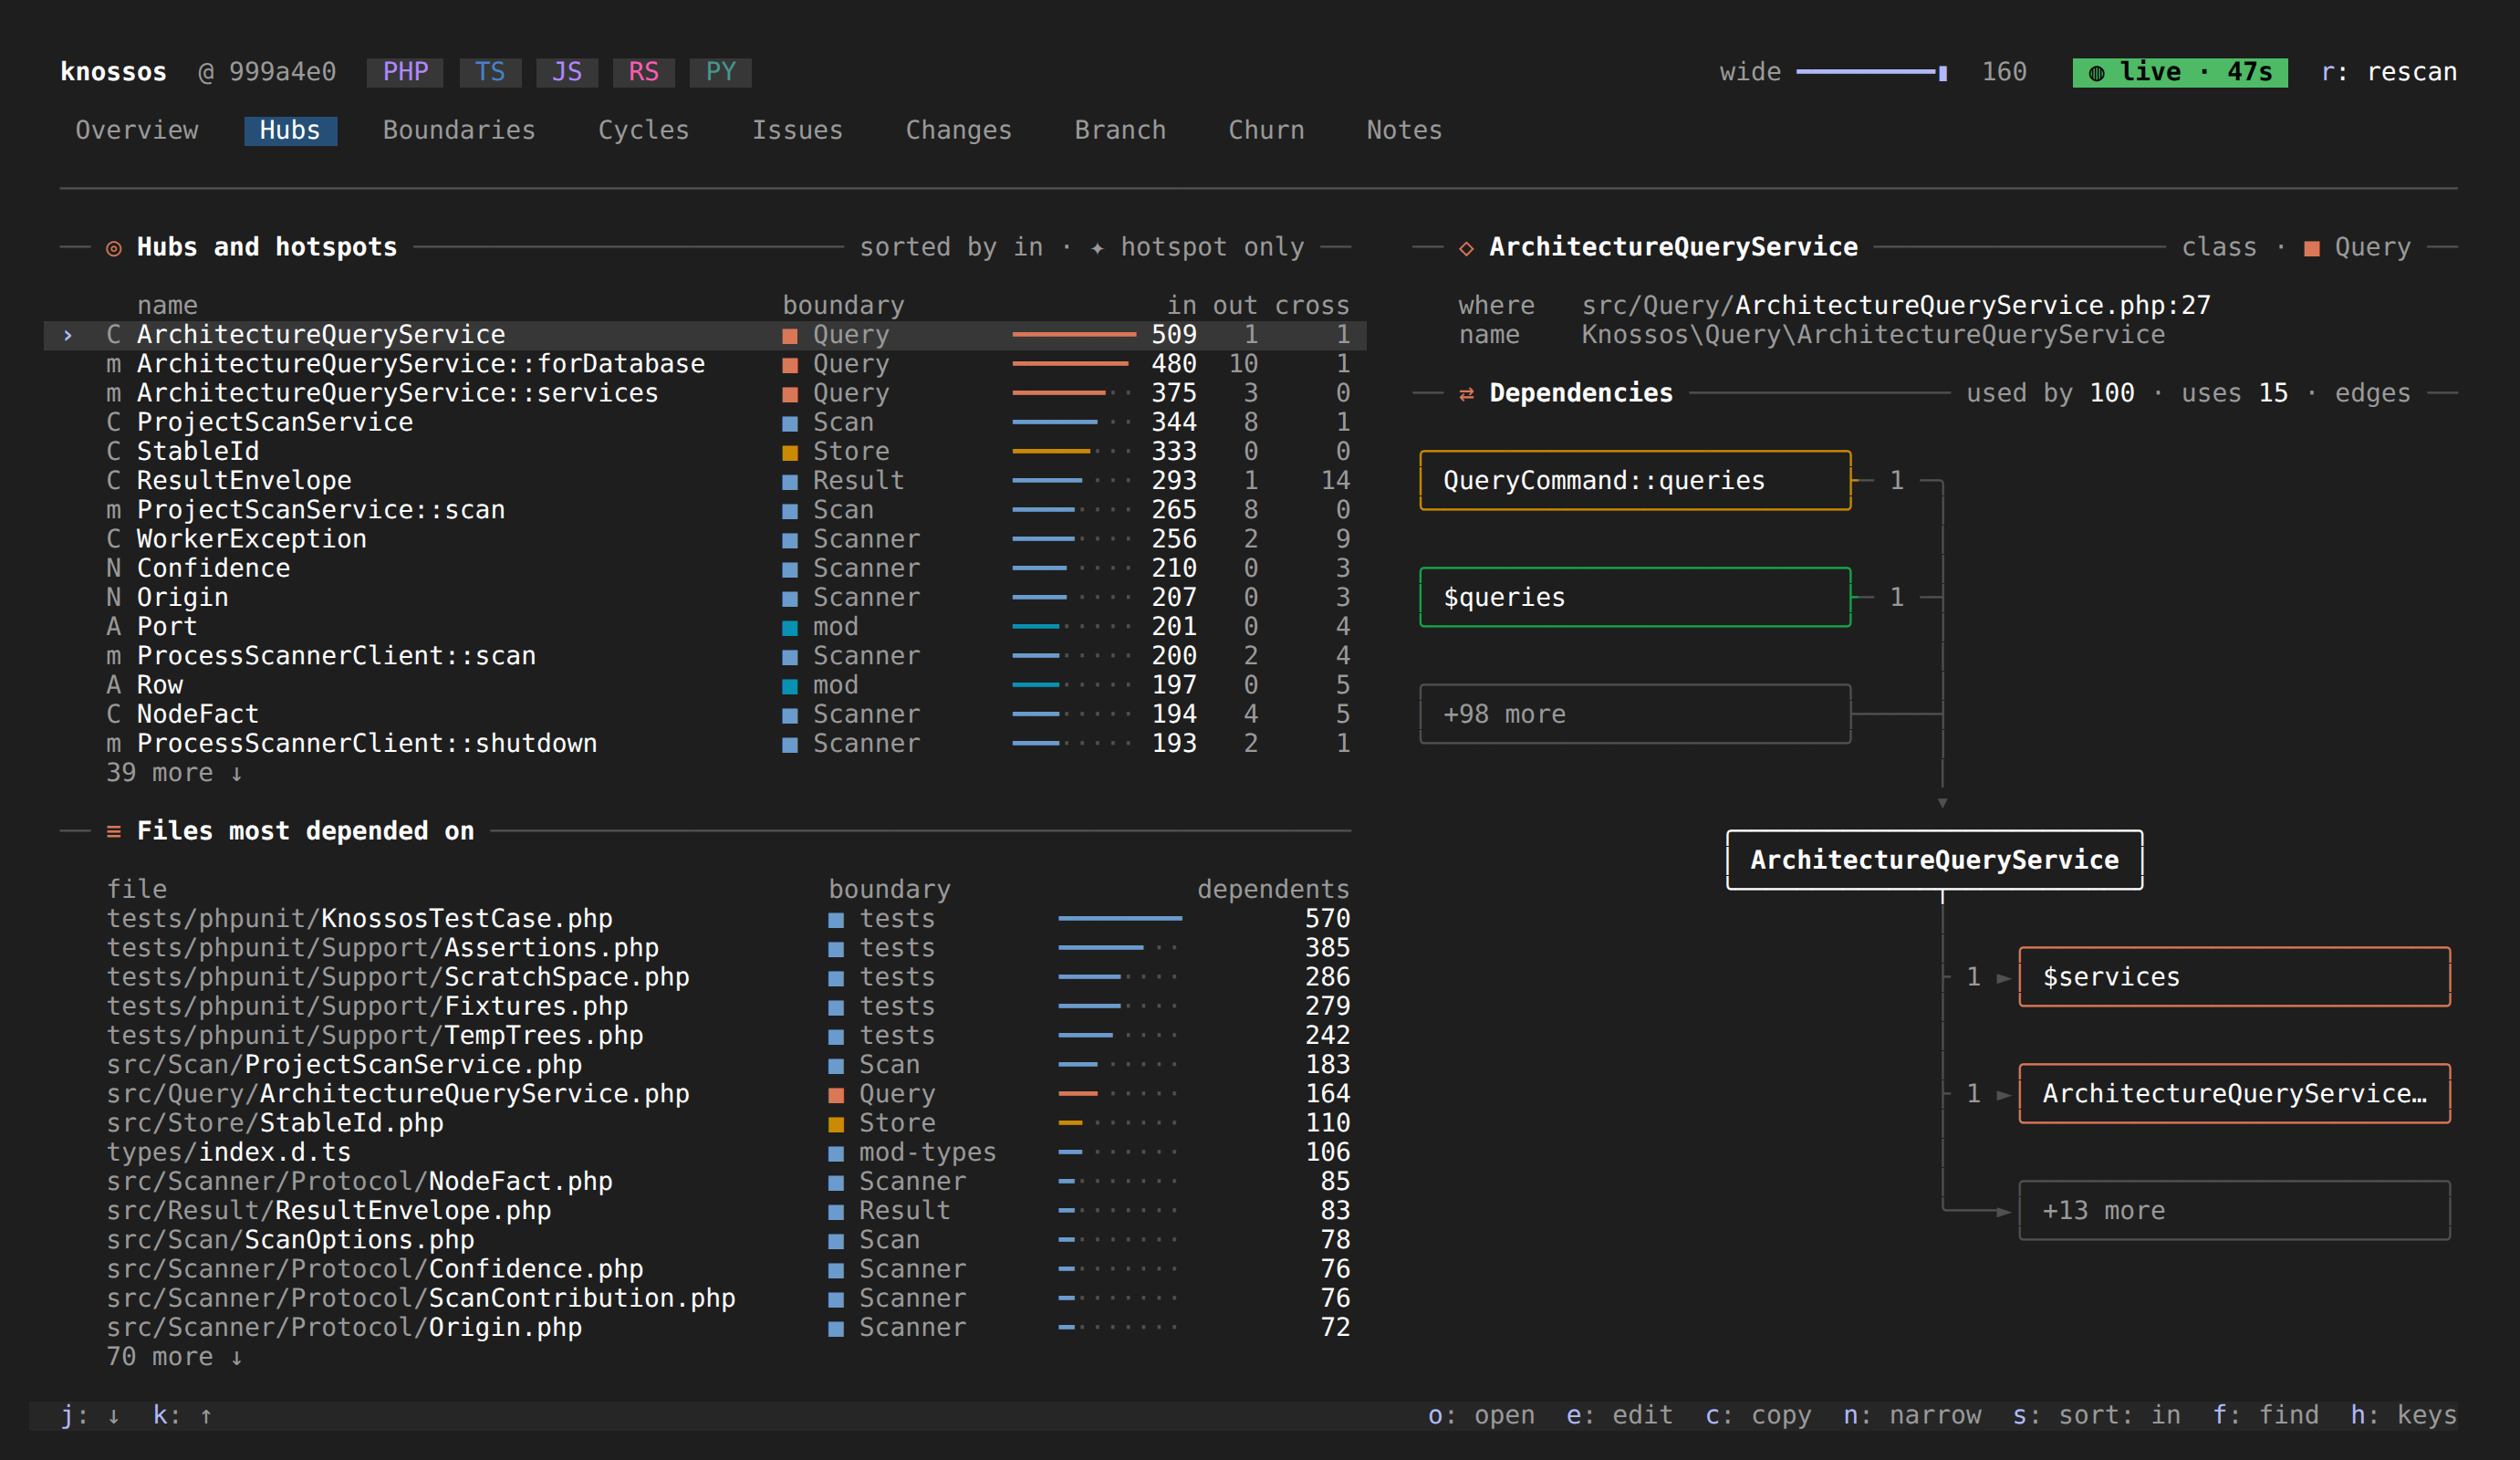 knossos @ 999a4e0 PHP TS JS RS PY wide 160 ◍ live · 47s r: rescan
Overview Hubs Boundaries Cycles Issues Changes Branch Churn Notes
◎ Hubs and hotspots sorted by in · ✦ hotspot only
name boundary in out cross
› C ArchitectureQueryService ■ Query 509 1 1
m ArchitectureQueryService::forDatabase ■ Query 480 10 1
m ArchitectureQueryService::services ■ Query 375 3 0
C ProjectScanService ■ Scan 344 8 1
C StableId ■ Store 333 0 0
C ResultEnvelope ■ Result 293 1 14
m ProjectScanService::scan ■ Scan 265 8 0
C WorkerException ■ Scanner 256 2 9
N Confidence ■ Scanner 210 0 3
N Origin ■ Scanner 207 0 3
A Port ■ mod 201 0 4
m ProcessScannerClient::scan ■ Scanner 200 2 4
A Row ■ mod 197 0 5
C NodeFact ■ Scanner 194 4 5
m ProcessScannerClient::shutdown ■ Scanner 193 2 1
39 more ↓
≡ Files most depended on
file boundary dependents
tests/phpunit/KnossosTestCase.php ■ tests 570
tests/phpunit/Support/Assertions.php ■ tests 385
tests/phpunit/Support/ScratchSpace.php ■ tests 286
tests/phpunit/Support/Fixtures.php ■ tests 279
tests/phpunit/Support/TempTrees.php ■ tests 242
src/Scan/ProjectScanService.php ■ Scan 183
src/Query/ArchitectureQueryService.php ■ Query 164
src/Store/StableId.php ■ Store 110
types/index.d.ts ■ mod-types 106
src/Scanner/Protocol/NodeFact.php ■ Scanner 85
src/Result/ResultEnvelope.php ■ Result 83
src/Scan/ScanOptions.php ■ Scan 78
src/Scanner/Protocol/Confidence.php ■ Scanner 76
src/Scanner/Protocol/ScanContribution.php ■ Scanner 76
src/Scanner/Protocol/Origin.php ■ Scanner 72
70 more ↓
◇ ArchitectureQueryService class · ■ Query
where src/Query/ArchitectureQueryService.php:27
name Knossos\Query\ArchitectureQueryService
⇄ Dependencies used by 100 · uses 15 · edges
QueryCommand::queries 1
$queries 1
+98 more
ArchitectureQueryService
1 $services
1 ArchitectureQueryService…
+13 more
j: ↓ k: ↑ o: open e: edit c: copy n: narrow s: sort: in f: find h: keys